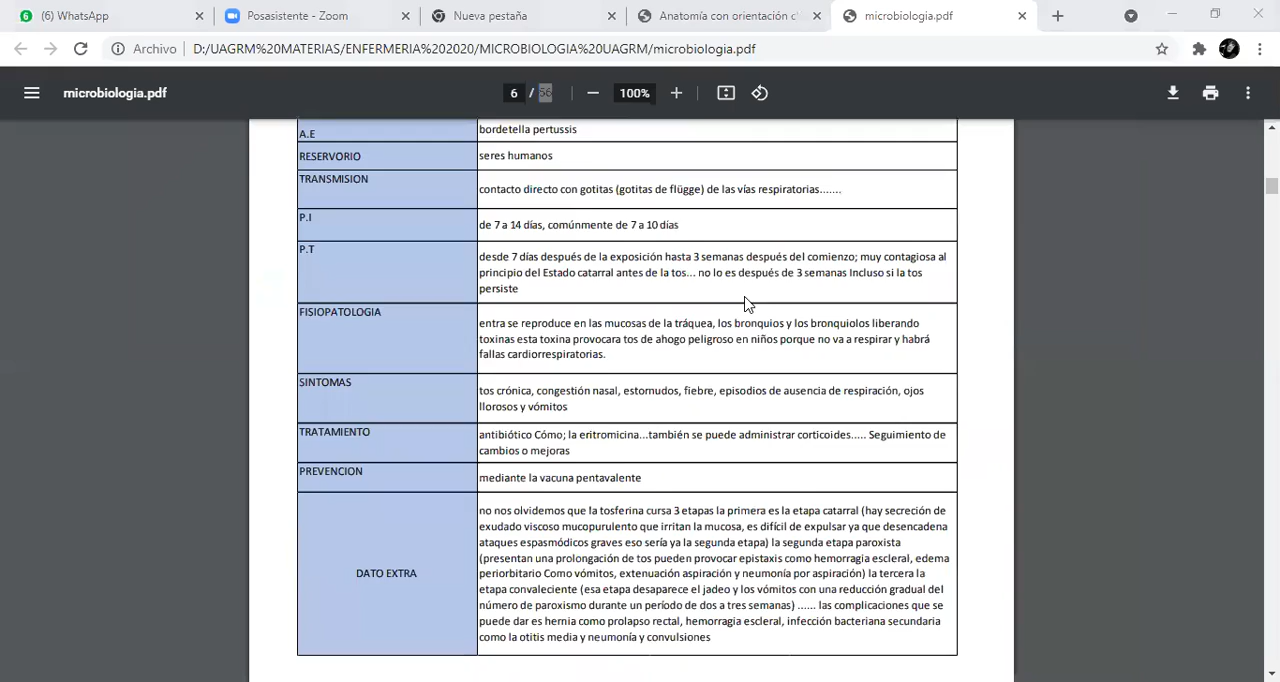 (6) WhatsApp
Posasistente - Zoom
Nueva pestaña
Anatomía con orientación c
microbiologia.pdf
Archivo
D:/UAGRM%20MATERIAS/ENFERMERIA%202020/MICROBIOLOGIA%20UAGRM/microbiologia.pdf
microbiologia.pdf
6 / 56
100%
A.E
bordetella pertussis
RESERVORIO
seres humanos
TRANSMISION
contacto directo con gotitas (gotitas de flügge) de las vías respiratorias.......
P.I
de 7 a 14 días, comúnmente de 7 a 10 días
P.T
desde 7 días después de la exposición hasta 3 semanas después del comienzo; muy contagiosa al
principio del Estado catarral antes de la tos... no lo es después de 3 semanas Incluso si la tos
persiste
FISIOPATOLOGIA
entra se reproduce en las mucosas de la tráquea, los bronquios y los bronquiolos liberando
toxinas esta toxina provocara tos de ahogo peligroso en niños porque no va a respirar y habrá
fallas cardiorrespiratorias.
SINTOMAS
tos crónica, congestión nasal, estornudos, fiebre, episodios de ausencia de respiración, ojos
llorosos y vómitos
TRATAMIENTO
antibiótico Cómo; la eritromicina...también se puede administrar corticoides..... Seguimiento de
cambios o mejoras
PREVENCION
mediante la vacuna pentavalente
DATO EXTRA
no nos olvidemos que la tosferina cursa 3 etapas la primera es la etapa catarral (hay secreción de
exudado viscoso mucopurulento que irritan la mucosa, es difícil de expulsar ya que desencadena
ataques espasmódicos graves eso sería ya la segunda etapa) la segunda etapa paroxista
(presentan una prolongación de tos pueden provocar epistaxis como hemorragia escleral, edema
periorbitario Como vómitos, extenuación aspiración y neumonía por aspiración) la tercera la
etapa convaleciente (esa etapa desaparece el jadeo y los vómitos con una reducción gradual del
número de paroxismo durante un período de dos a tres semanas) ...... las complicaciones que se
puede dar es hernia como prolapso rectal, hemorragia escleral, infección bacteriana secundaria
como la otitis media y neumonía y convulsiones